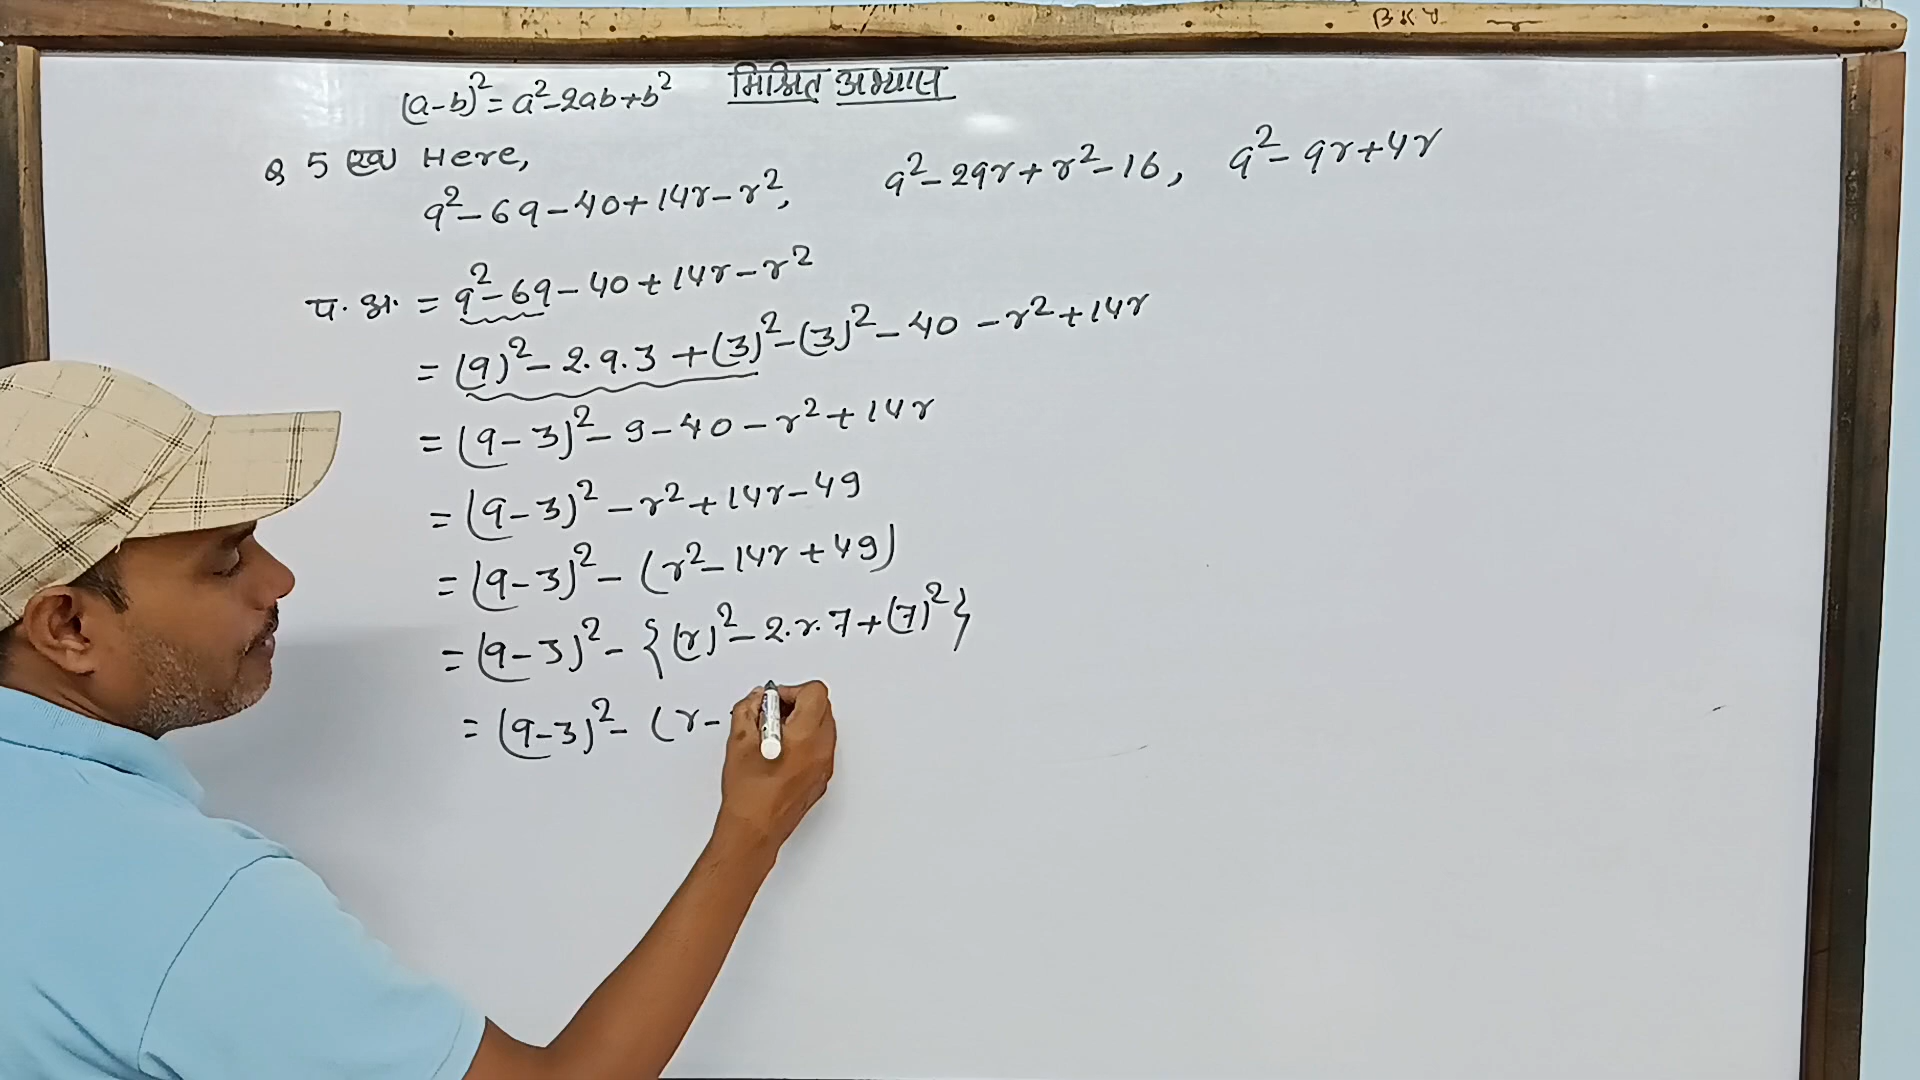 BKY
(a-b)²=a²-2ab+b² मिश्रित अभ्यास
Q 5 (ख) Here,
q²-6q-40+14r-r², q²-2qr+r²-16, q²-qr+4r
प. अ. = q²-6q-40+14r-r²
= (q)²-2.q.3+(3)²-(3)²-40-r²+14r
= (q-3)²-9-40-r²+14r
= (q-3)²-r²+14r-49
= (q-3)²-(r²-14r+49)
= (q-3)²-{(r)²-2.r.7+(7)²}
= (q-3)²-(r-